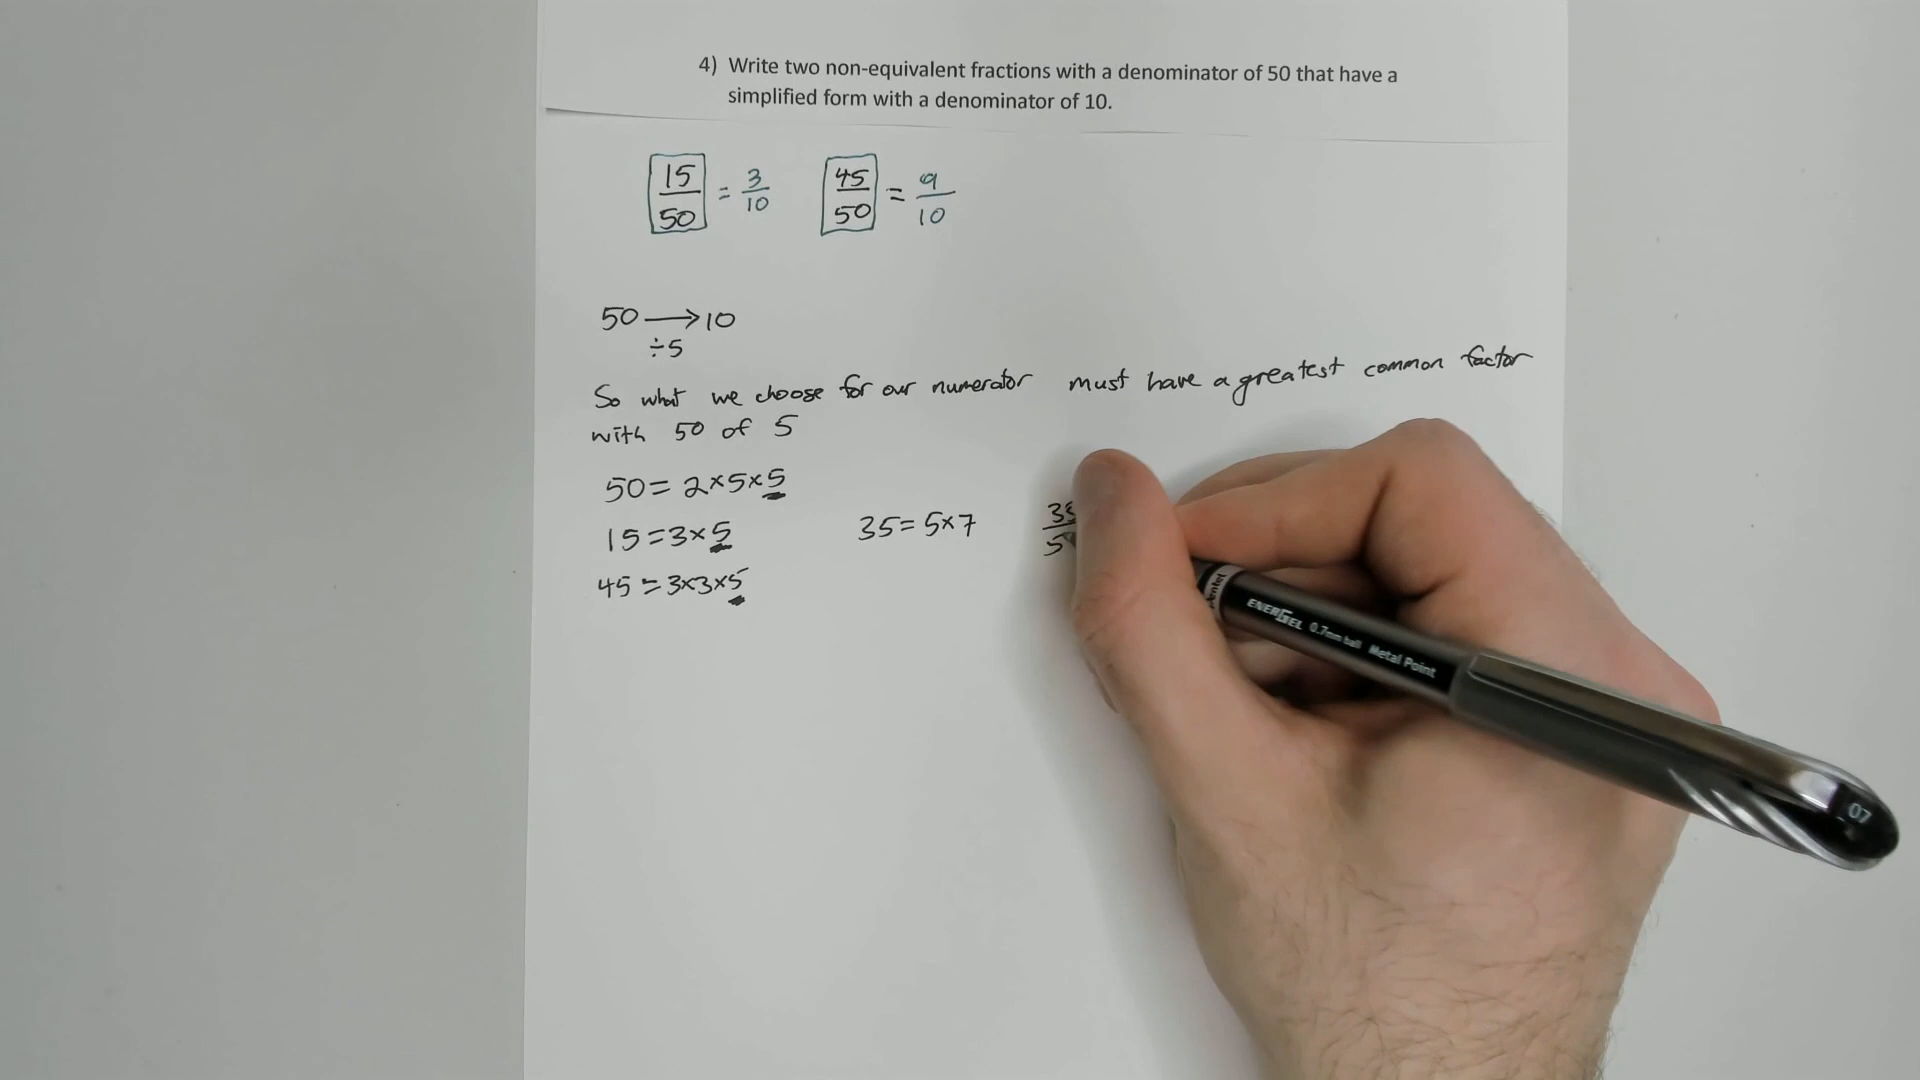 4) Write two non-equivalent fractions with a denominator of 50 that have a
simplified form with a denominator of 10.
15/50 = 3/10 45/50 = 9/10
50 → 10
÷5
So what we choose for our numerator must have a greatest common factor
with 50 of 5
50 = 2×5×5
15 = 3×5 35 = 5×7
45 = 3×3×5
Pentel ENERGEL 0.7mm ball Metal Point
07